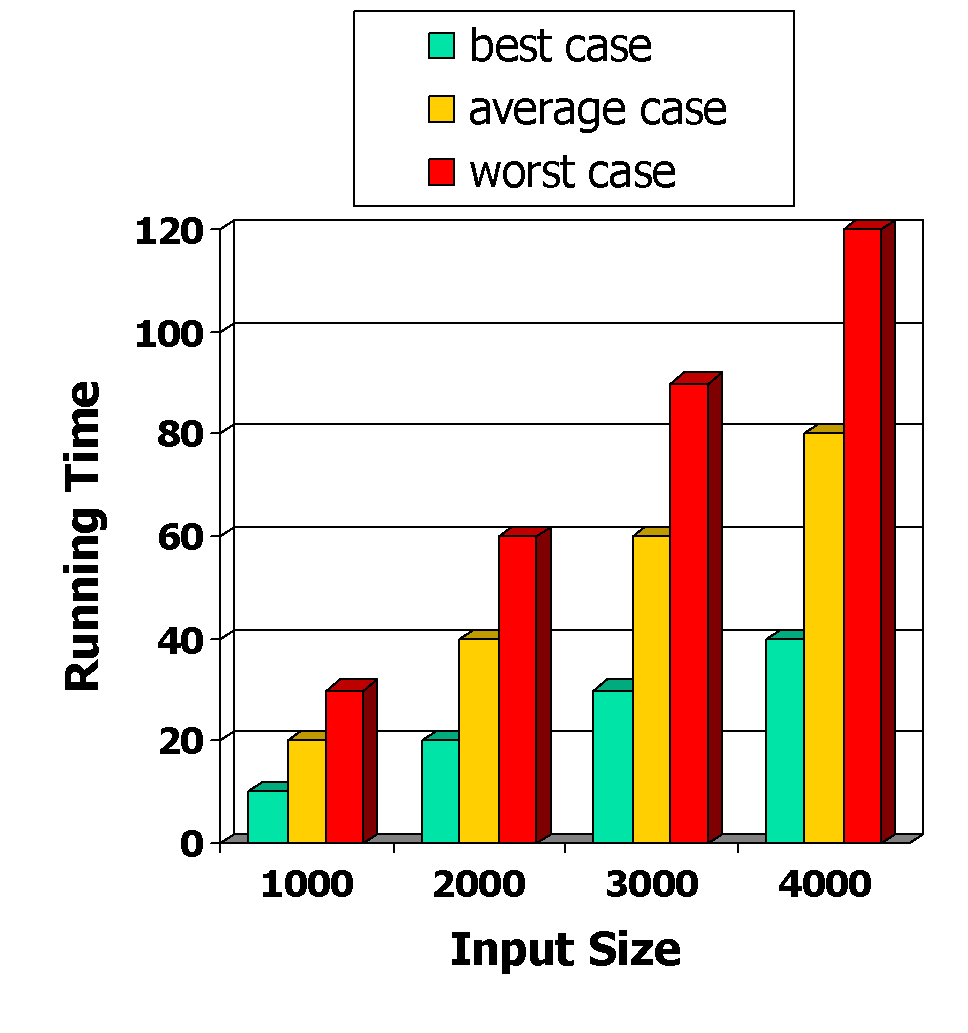 best case
average case
worst case
120
100
80
60
40
20
0
Running Time
1000 2000 3000 4000
Input Size